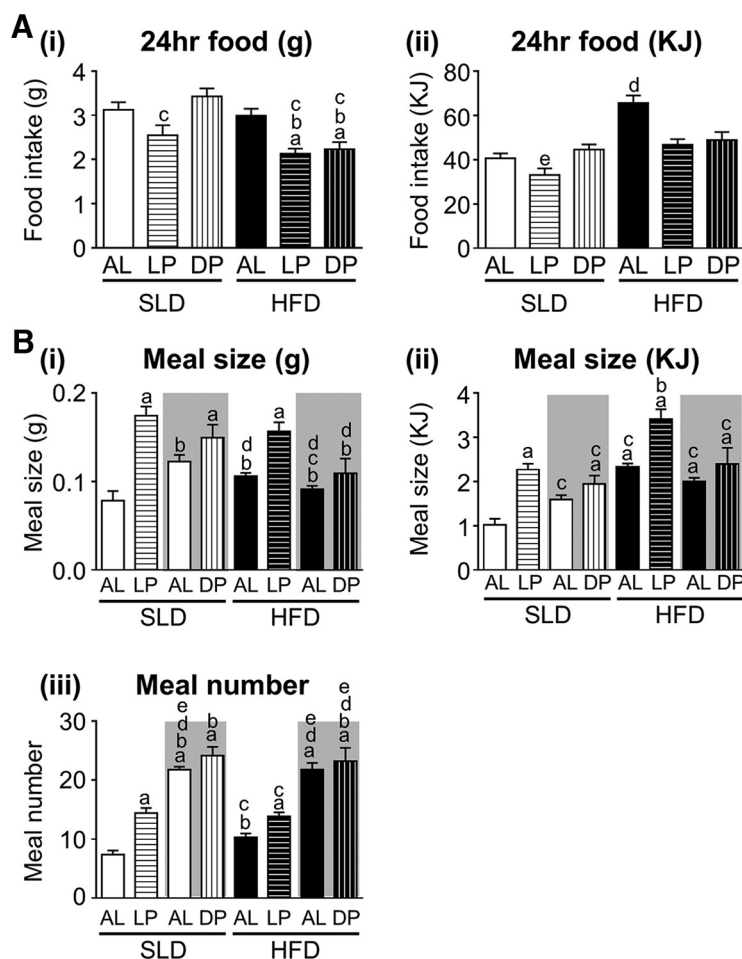 A (i) 24hr food (g)
Food intake (g)
4
3
2
1
0
c
c
b
a
c
b
a
AL LP DP AL LP DP
SLD HFD
(ii) 24hr food (KJ)
Food intake (KJ)
80
60
40
20
0
e
d
AL LP DP AL LP DP
SLD HFD
B (i) Meal size (g)
Meal size (g)
0.2
0.1
0.0
a
b
a
d
b
a
d
c
b
d
b
AL LP AL DP AL LP AL DP
SLD HFD
(ii) Meal size (KJ)
Meal size (KJ)
4
3
2
1
0
a
c
c
a
c
a
b
a
c
a
c
a
AL LP AL DP AL LP AL DP
SLD HFD
(iii) Meal number
Meal number
30
20
10
0
a
e
d
b
a
b
a
c
b
c
a
e
d
a
e
d
b
a
AL LP AL DP AL LP AL DP
SLD HFD